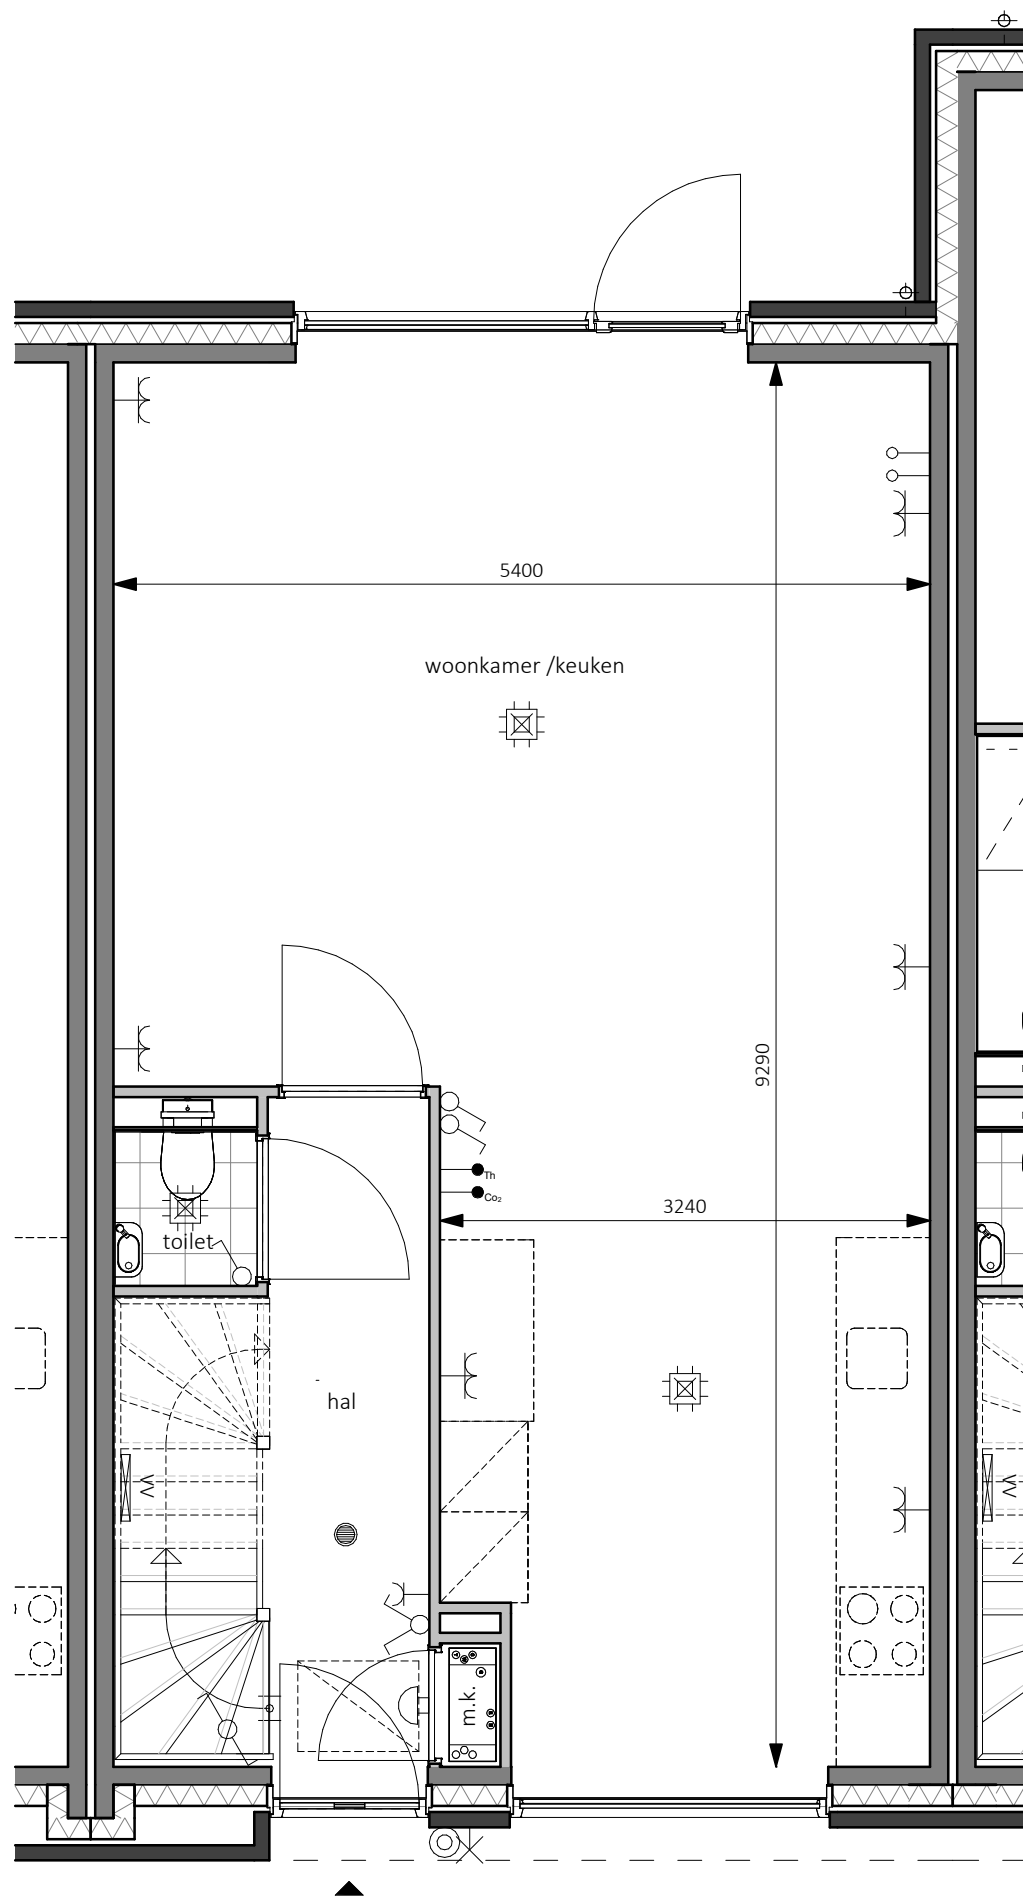 5400
woonkamer /keuken
9290
Th
Co₂
3240
toilet
hal
m.k.